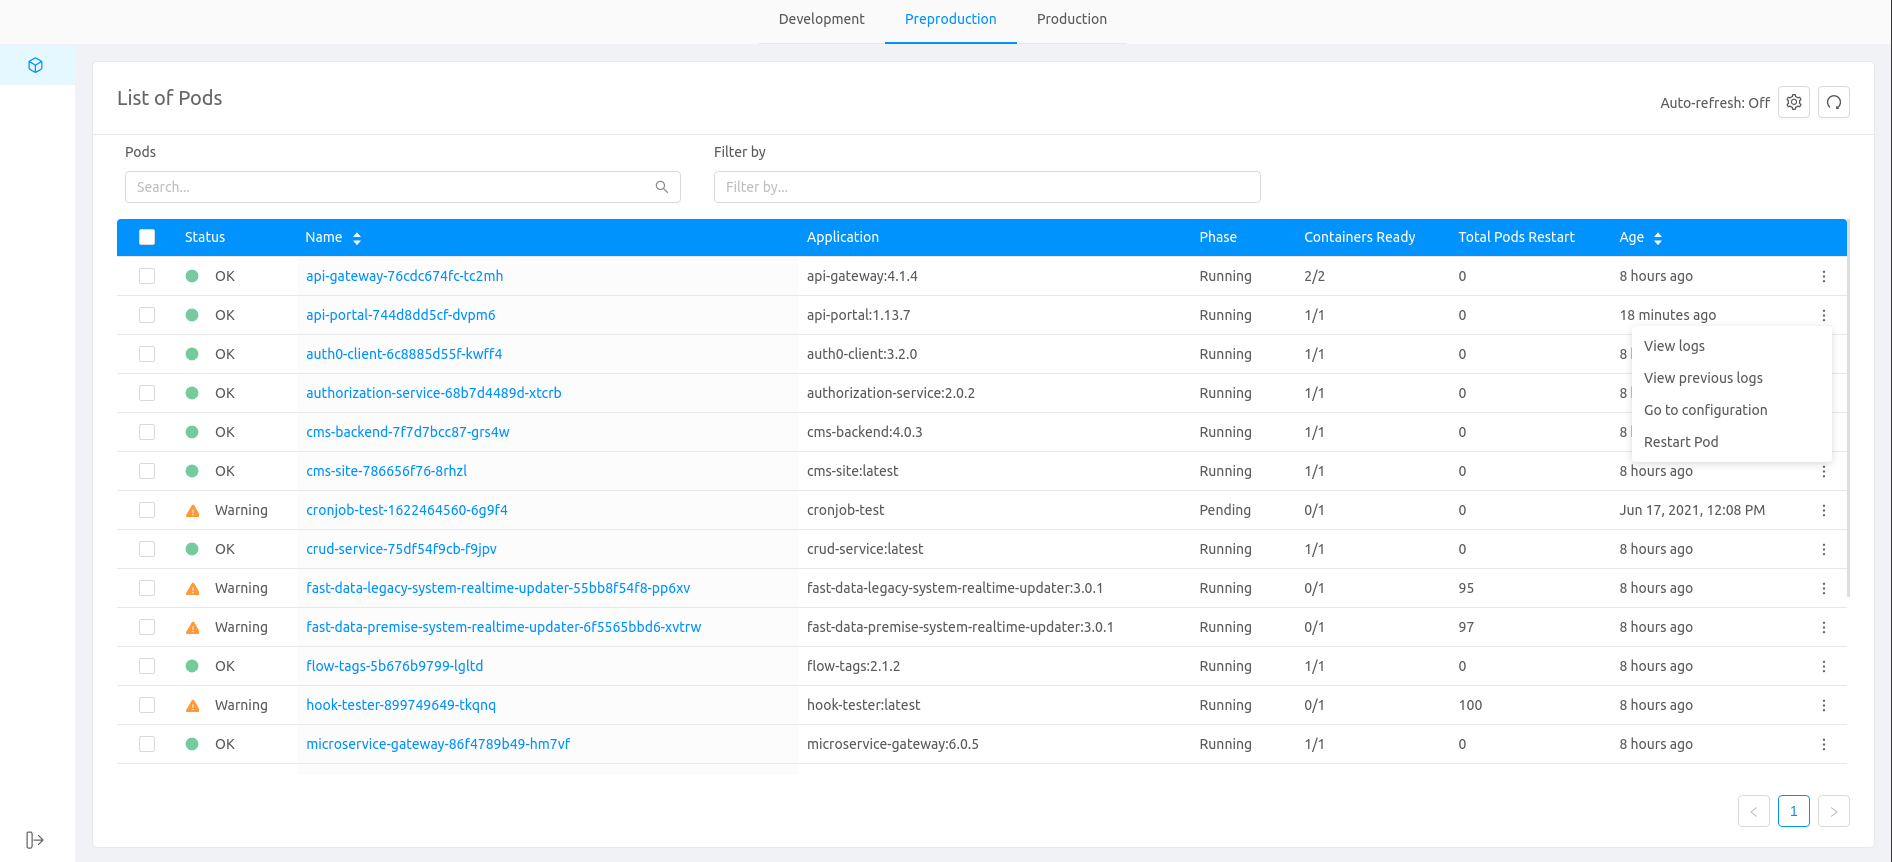 Development Preproduction Production
List of Pods
Auto-refresh: Off
Pods Filter by
Search... Filter by...
Status Name Application Phase Containers Ready Total Pods Restart Age
OK api-gateway-76cdc674fc-tc2mh api-gateway:4.1.4 Running 2/2 0 8 hours ago
OK api-portal-744d8dd5cf-dvpm6 api-portal:1.13.7 Running 1/1 0 18 minutes ago
View logs
OK auth0-client-6c8885d55f-kwff4 auth0-client:3.2.0 Running 1/1 0 8
View previous logs
OK authorization-service-68b7d4489d-xtcrb authorization-service:2.0.2 Running 1/1 0 8
Go to configuration
OK cms-backend-7f7d7bcc87-grs4w cms-backend:4.0.3 Running 1/1 0 8
Restart Pod
OK cms-site-786656f76-8rhzl cms-site:latest Running 1/1 0 8 hours ago
Warning cronjob-test-1622464560-6g9f4 cronjob-test Pending 0/1 0 Jun 17, 2021, 12:08 PM
OK crud-service-75df54f9cb-f9jpv crud-service:latest Running 1/1 0 8 hours ago
Warning fast-data-legacy-system-realtime-updater-55bb8f54f8-pp6xv fast-data-legacy-system-realtime-updater:3.0.1 Running 0/1 95 8 hours ago
Warning fast-data-premise-system-realtime-updater-6f5565bbd6-xvtrw fast-data-premise-system-realtime-updater:3.0.1 Running 0/1 97 8 hours ago
OK flow-tags-5b676b9799-lgltd flow-tags:2.1.2 Running 1/1 0 8 hours ago
Warning hook-tester-899749649-tkqnq hook-tester:latest Running 0/1 100 8 hours ago
OK microservice-gateway-86f4789b49-hm7vf microservice-gateway:6.0.5 Running 1/1 0 8 hours ago
1